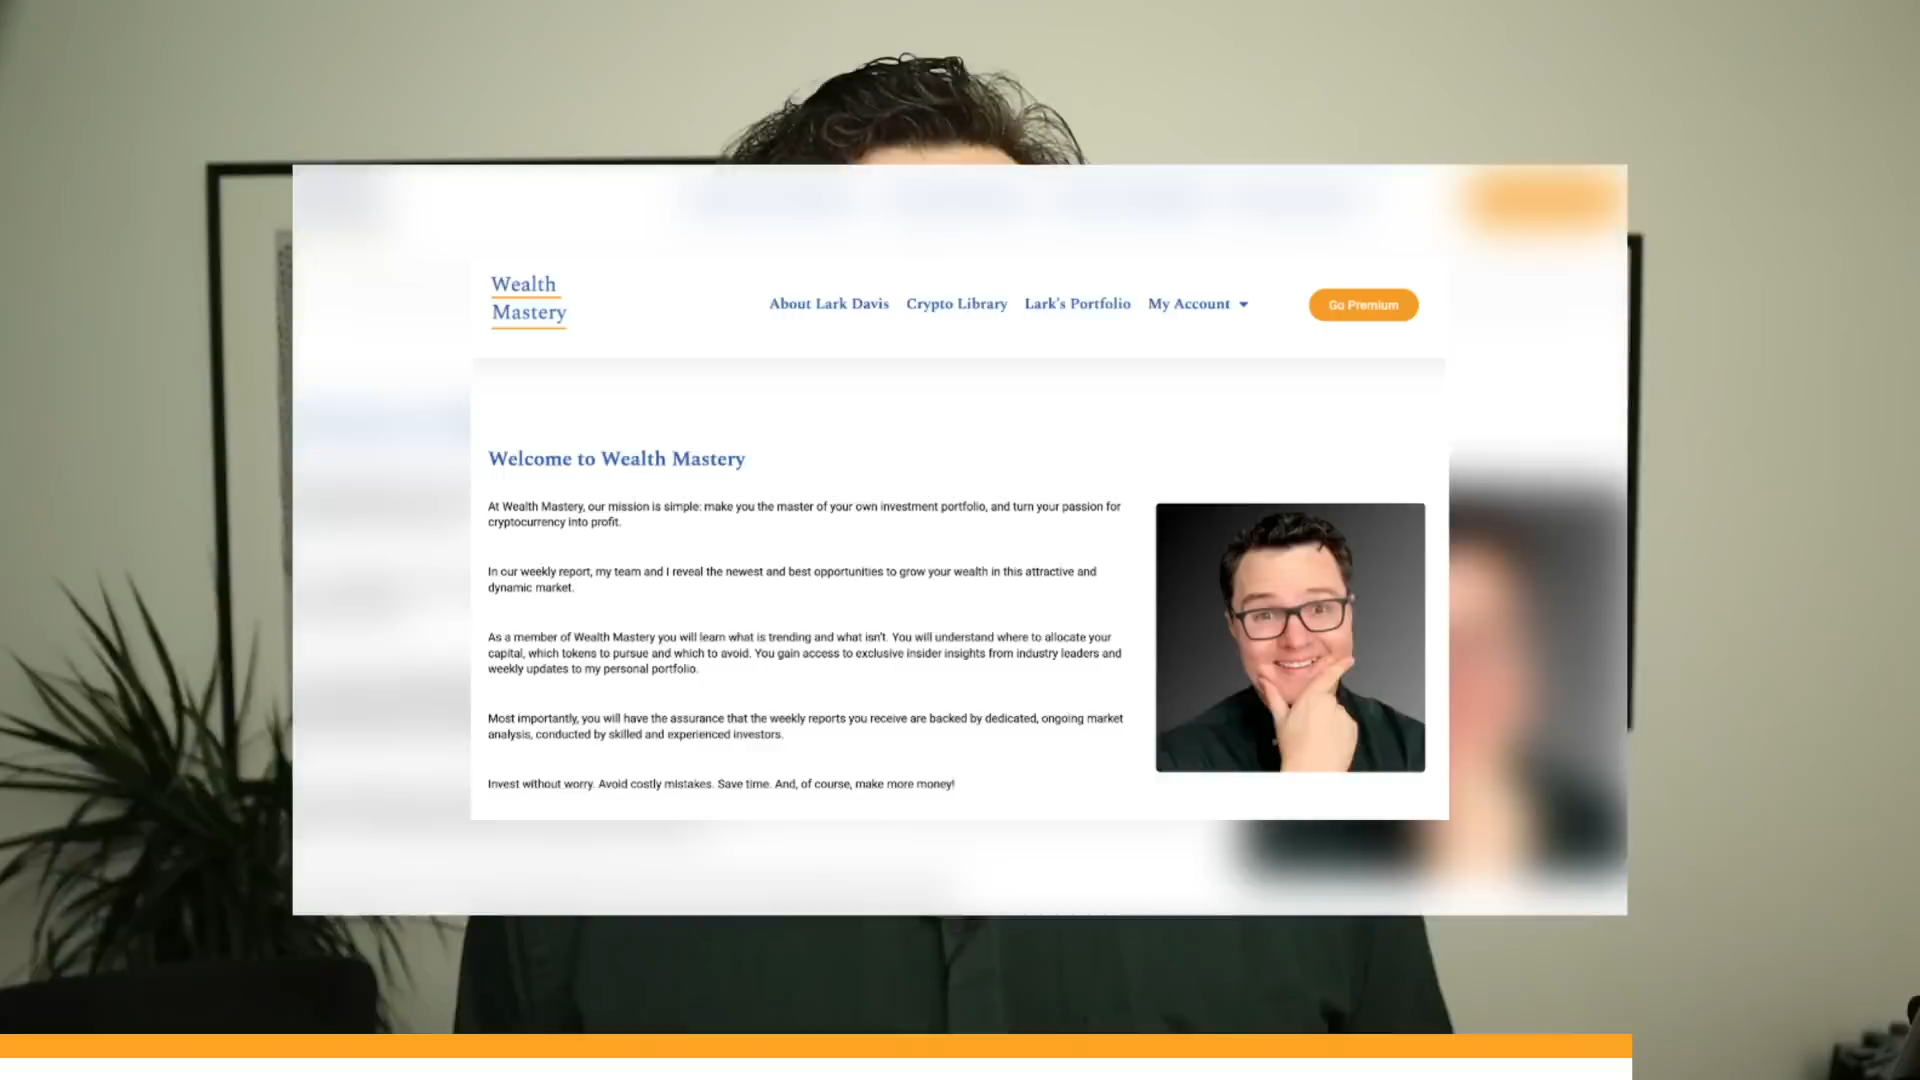 Wealth
Mastery
About Lark Davis
Crypto Library
Lark's Portfolio
My Account
Go Premium
Welcome to Wealth Mastery
At Wealth Mastery, our mission is simple: make you the master of your own investment portfolio, and turn your passion for
cryptocurrency into profit.
In our weekly report, my team and I reveal the newest and best opportunities to grow your wealth in this attractive and
dynamic market.
As a member of Wealth Mastery you will learn what is trending and what isn't. You will understand where to allocate your
capital, which tokens to pursue and which to avoid. You gain access to exclusive insider insights from industry leaders and
weekly updates to my personal portfolio.
Most importantly, you will have the assurance that the weekly reports you receive are backed by dedicated, ongoing market
analysis, conducted by skilled and experienced investors.
Invest without worry. Avoid costly mistakes. Save time. And, of course, make more money!